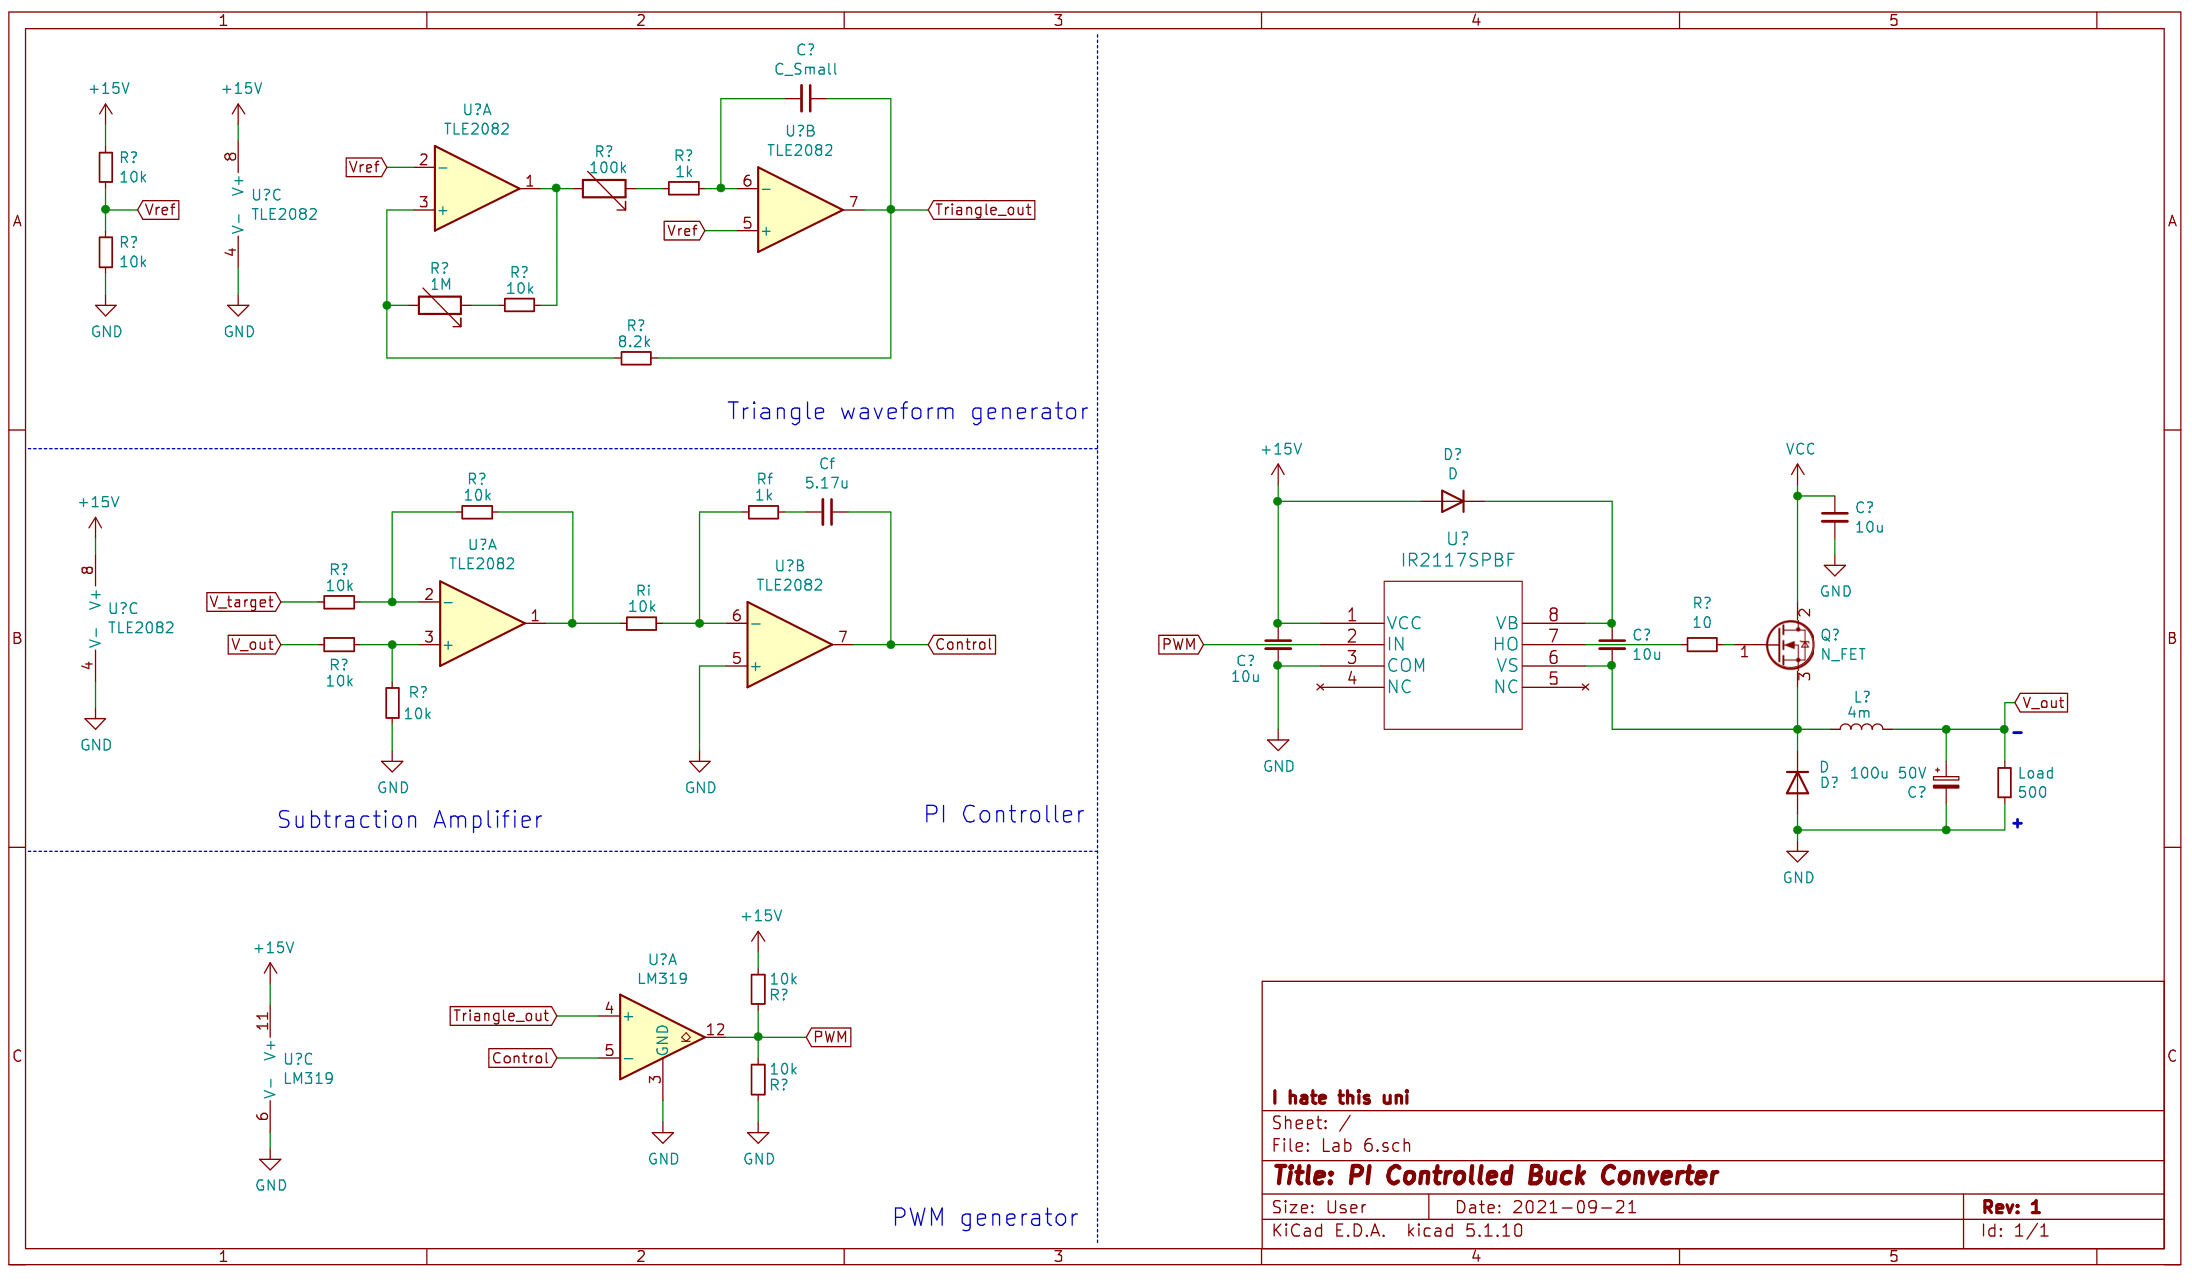 1
2
3
4
5
A
B
C
+15V
R?
10k
Vref
R?
10k
GND
+15V
8
V+
U?C
TLE2082
V-
4
GND
Vref
U?A
TLE2082
2
-
3
+
1
R?
100k
R?
1k
C?
C_Small
U?B
TLE2082
6
-
Vref
5
+
7
Triangle_out
R?
1M
R?
10k
R?
8.2k
Triangle waveform generator
+15V
8
V+
U?C
TLE2082
V-
4
GND
V_target
R?
10k
V_out
R?
10k
R?
10k
U?A
TLE2082
2
-
3
+
1
R?
10k
GND
Ri
10k
Rf
1k
Cf
5.17u
U?B
TLE2082
6
-
5
+
7
Control
GND
Subtraction Amplifier
PI Controller
+15V
11
V+
U?C
LM319
V-
6
GND
Triangle_out
Control
U?A
LM319
4
+
5
-
GND
3
12
GND
+15V
10k
R?
PWM
10k
R?
GND
PWM generator
+15V
D?
D
U?
IR2117SPBF
PWM
C?
10u
1
VCC
2
IN
3
COM
4
NC
VB
8
HO
7
VS
6
NC
5
GND
C?
10u
R?
10
VCC
C?
10u
GND
2
1
3
Q?
N_FET
L?
4m
V_out
-
D
D?
100u 50V
C?
+
Load
500
+
GND
I hate this uni
Sheet: /
File: Lab 6.sch
Title: PI Controlled Buck Converter
Size: User
Date: 2021-09-21
Rev: 1
KiCad E.D.A.  kicad 5.1.10
Id: 1/1
A
B
C
1
2
3
4
5